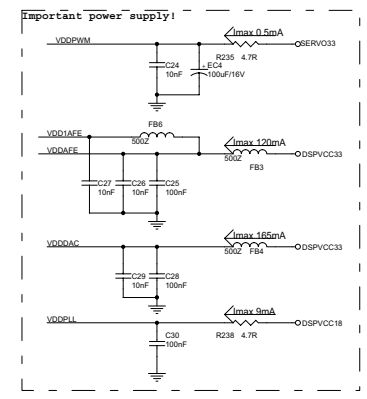 Important power supply!
Imax 0.5mA
VDDPWM
SERVO33
R235 4.7R
C24
10nF
+ EC4
100uF/16V
FB6
500Z
VDD1AFE
Imax 120mA
VDDAFE
DSPVCC33
500Z
FB3
C27
10nF
C26
10nF
C25
100nF
Imax 165mA
VDDDAC
DSPVCC33
500Z FB4
C29
10nF
C28
100nF
Imax 9mA
VDDPLL
DSPVCC18
R238 4.7R
C30
100nF